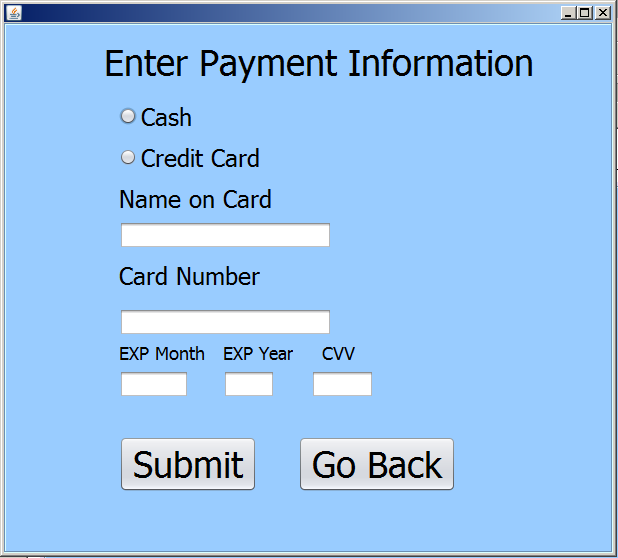 Enter Payment Information
Cash
Credit Card
Name on Card
Card Number
EXP Month EXP Year CVV
Submit Go Back